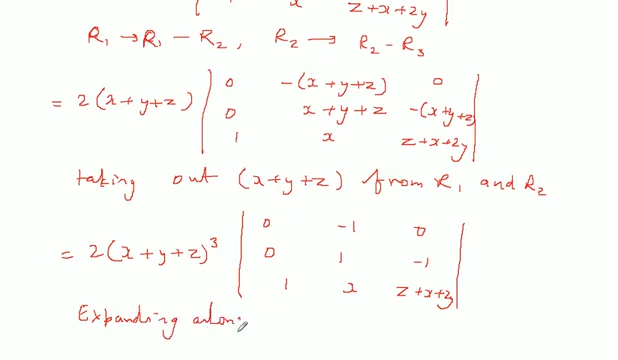 x z+x+2y
R1 → R1 - R2, R2 → R2 - R3
= 2(x+y+z) | 0 -(x+y+z) 0 |
0 x+y+z -(x+y+z)
1 x z+x+2y
taking out (x+y+z) from R1 and R2
= 2(x+y+z)³ | 0 -1 0 |
0 1 -1
1 x z+x+2y
Expanding along